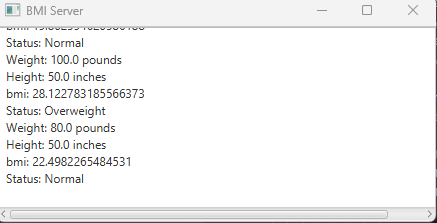 BMI Server
Status: Normal
Weight: 100.0 pounds
Height: 50.0 inches
bmi: 28.122783185566373
Status: Overweight
Weight: 80.0 pounds
Height: 50.0 inches
bmi: 22.4982265484531
Status: Normal